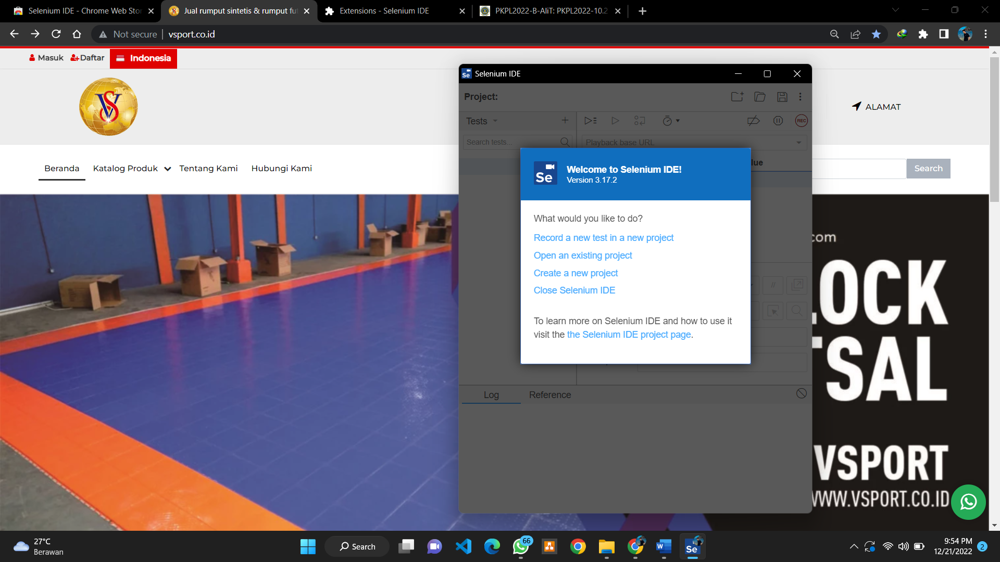 Selenium IDE - Chrome Web Stor
Jual rumput sintetis & rumput fut
Extensions - Selenium IDE
PKPL2022-B-AliT: PKPL2022-10.2
Not secure
vsport.co.id
Masuk
Daftar
Indonesia
ALAMAT
Beranda
Katalog Produk
Tentang Kami
Hubungi Kami
Search
Se Selenium IDE
Project:
Tests
REC
Search tests...
Playback base URL
lue
//
Se
Welcome to Selenium IDE!
Version 3.17.2
What would you like to do?
Record a new test in a new project
Open an existing project
Create a new project
Close Selenium IDE
To learn more on Selenium IDE and how to use it
visit the the Selenium IDE project page.
Log
Reference
com
LOCK
TSAL
VSPORT
WWW.VSPORT.CO.ID
VS
27°C
Berawan
Search
66
W
Se
9:54 PM
12/21/2022
2